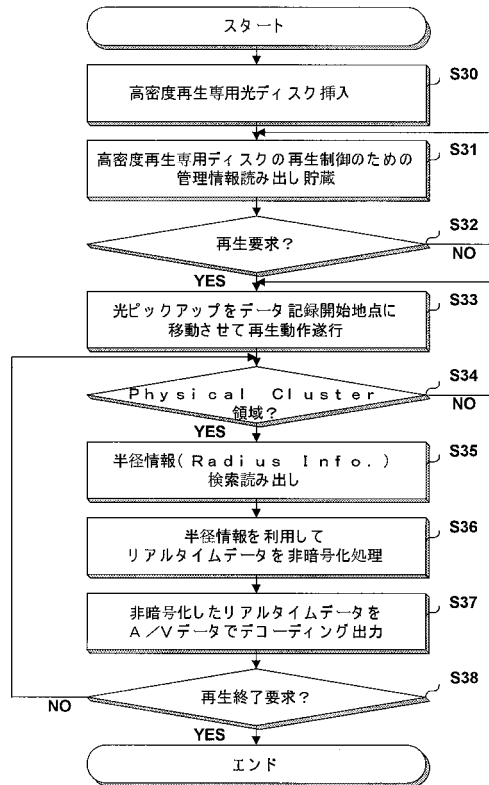 スタート
S30
高密度再生専用光ディスク挿入
S31
高密度再生専用ディスクの再生制御のための
管理情報読み出し貯蔵
S32
再生要求？
NO
YES
S33
光ピックアップをデータ記録開始地点に
移動させて再生動作遂行
S34
Physical Cluster
領域？
NO
YES
S35
半径情報(Radius Info.)
検索読み出し
S36
半径情報を利用して
リアルタイムデータを非暗号化処理
S37
非暗号化したリアルタイムデータを
A／Vデータでデコーディング出力
S38
再生終了要求？
NO
YES
エンド